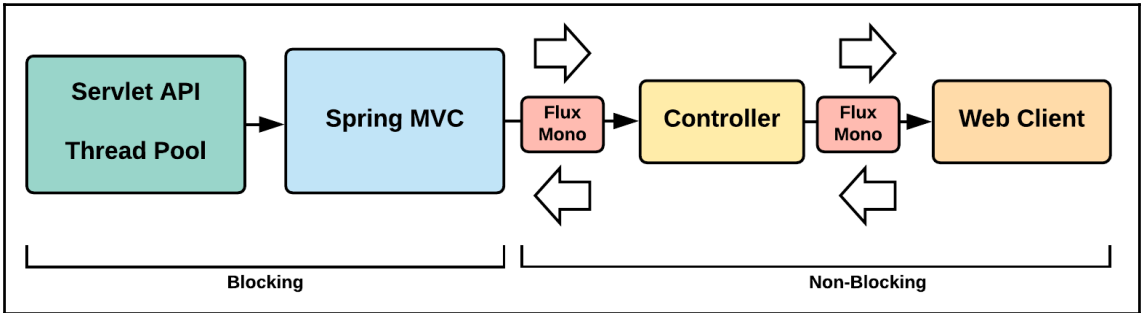 Servlet API
Thread Pool
Spring MVC
Flux
Mono
Controller
Flux
Mono
Web Client
Blocking
Non-Blocking